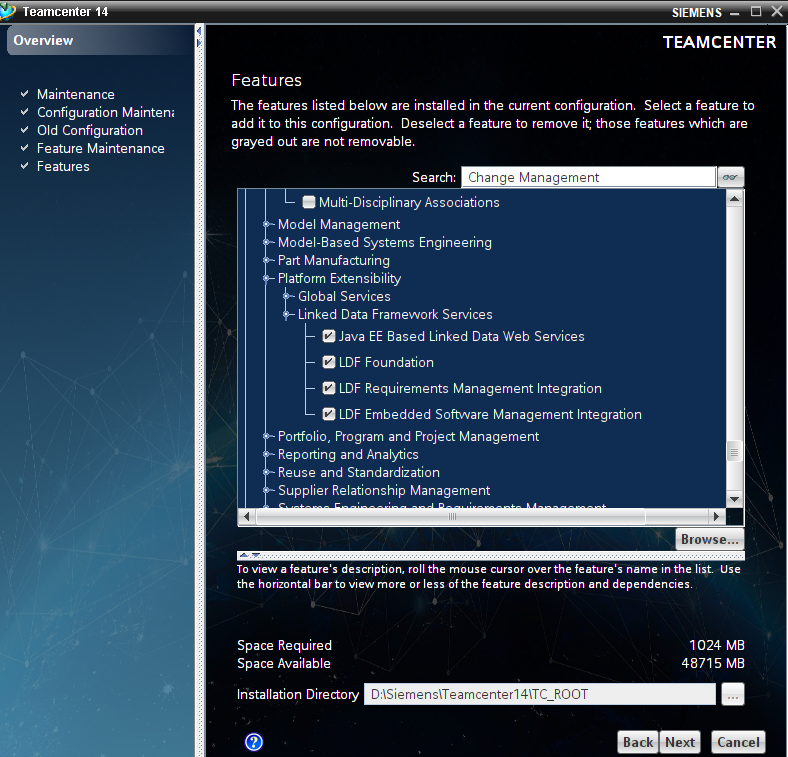 Teamcenter 14
SIEMENS
Overview
TEAMCENTER
Maintenance
Configuration Maintena
Old Configuration
Feature Maintenance
Features
Features
The features listed below are installed in the current configuration. Select a feature to
add it to this configuration. Deselect a feature to remove it; those features which are
grayed out are not removable.
Search: Change Management
Multi-Disciplinary Associations
Model Management
Model-Based Systems Engineering
Part Manufacturing
Platform Extensibility
Global Services
Linked Data Framework Services
Java EE Based Linked Data Web Services
LDF Foundation
LDF Requirements Management Integration
LDF Embedded Software Management Integration
Portfolio, Program and Project Management
Reporting and Analytics
Reuse and Standardization
Supplier Relationship Management
Systems Engineering and Requirements Management
Browse...
To view a feature's description, roll the mouse cursor over the feature's name in the list. Use
the horizontal bar to view more or less of the feature description and dependencies.
Space Required 1024 MB
Space Available 48715 MB
Installation Directory D:\Siemens\Teamcenter14\TC_ROOT ...
? Back Next Cancel